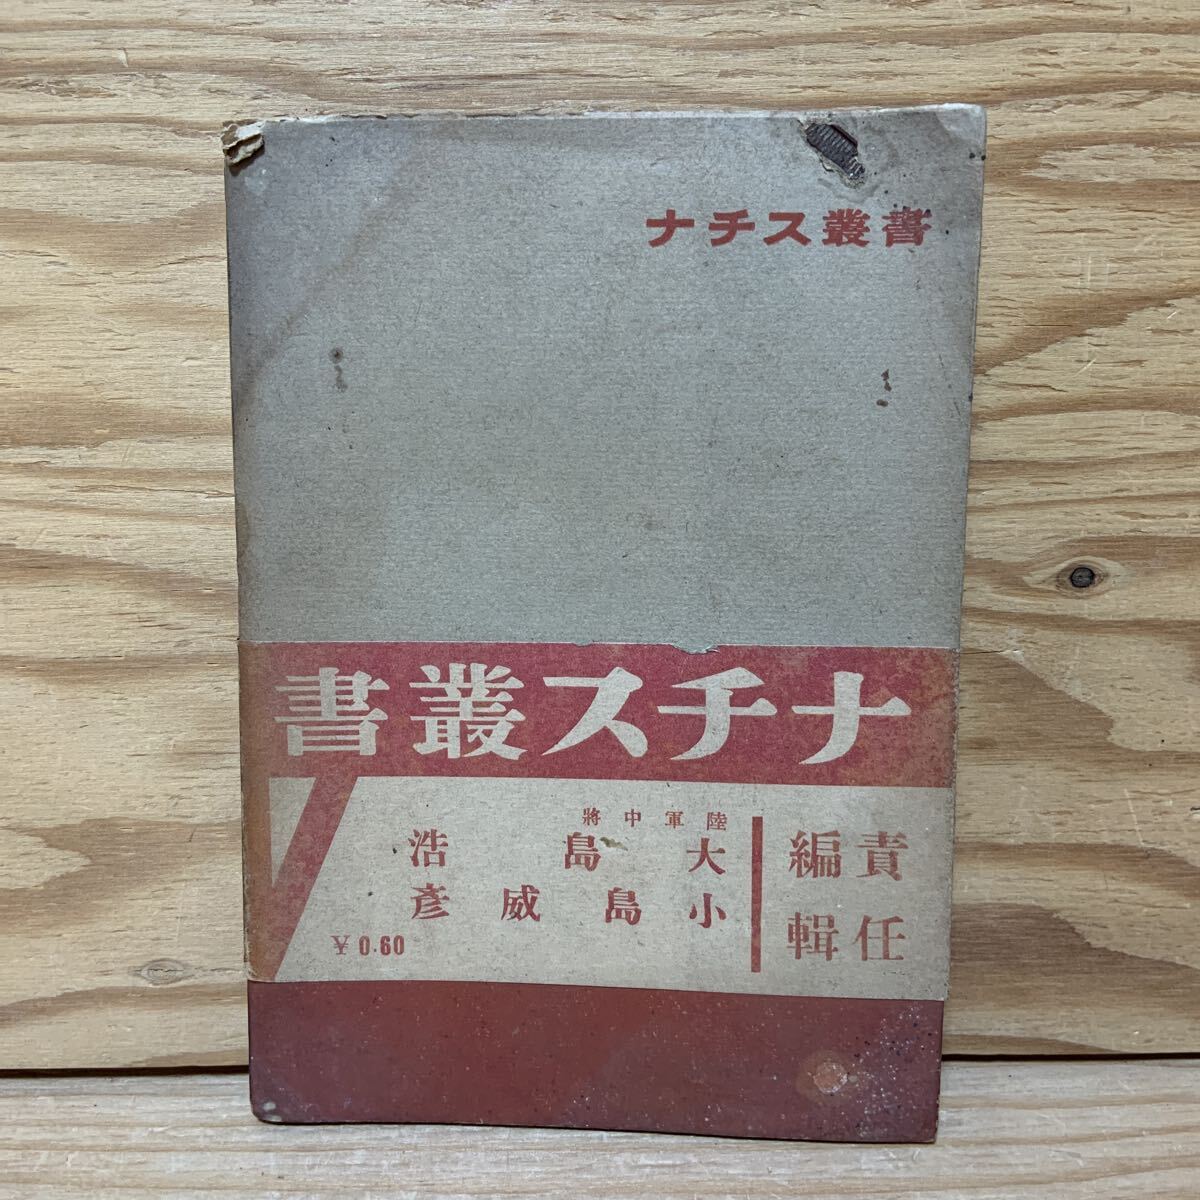 ナチス叢書
ナチス叢書
責任
編輯
陸軍中將
大島浩
小島威彥
¥0.60